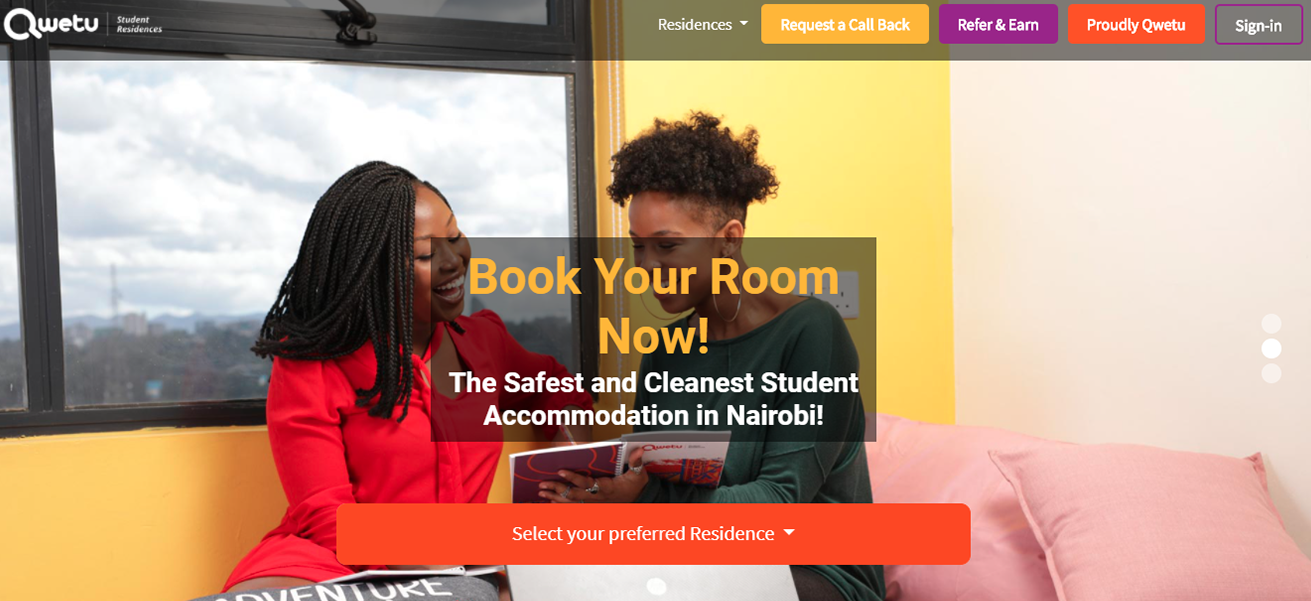 Qwetu
Student
Residences
Residences
Request a Call Back
Refer & Earn
Proudly Qwetu
Sign-in
Book Your Room
Now!
The Safest and Cleanest Student
Accommodation in Nairobi!
Qwetu
Select your preferred Residence
ADVENTURE